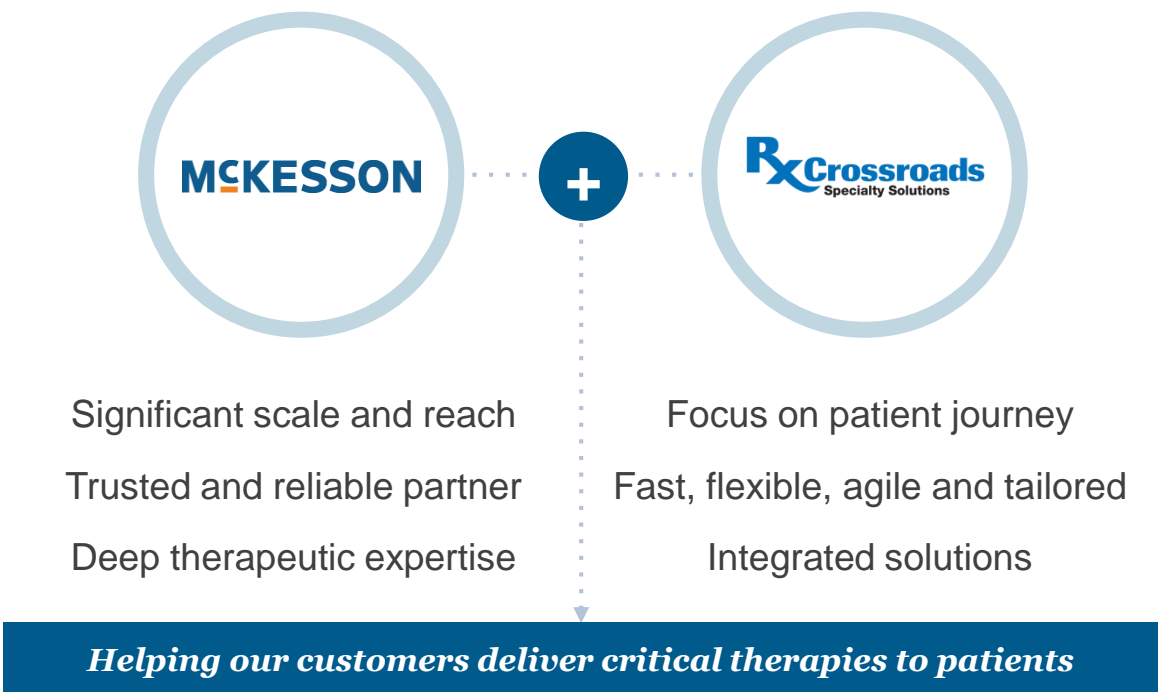 McKESSON
+
RxCrossroads
Specialty Solutions
Significant scale and reach
Trusted and reliable partner
Deep therapeutic expertise
Focus on patient journey
Fast, flexible, agile and tailored
Integrated solutions
Helping our customers deliver critical therapies to patients